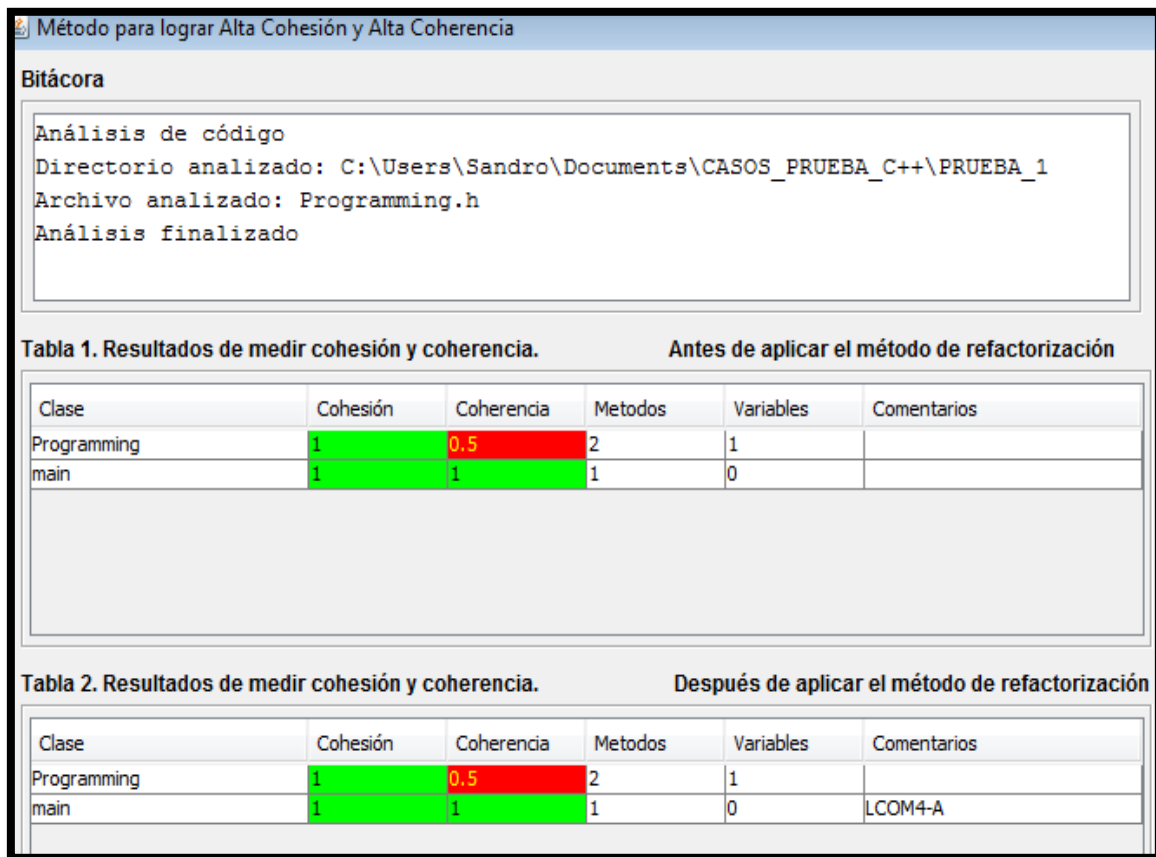 Método para lograr Alta Cohesión y Alta Coherencia
Bitácora
Análisis de código
Directorio analizado: C:\Users\Sandro\Documents\CASOS_PRUEBA_C++\PRUEBA_1
Archivo analizado: Programming.h
Análisis finalizado
Tabla 1. Resultados de medir cohesión y coherencia. Antes de aplicar el método de refactorización
Clase Cohesión Coherencia Metodos Variables Comentarios
Programming 1 0.5 2 1
main 1 1 1 0
Tabla 2. Resultados de medir cohesión y coherencia. Después de aplicar el método de refactorización
Clase Cohesión Coherencia Metodos Variables Comentarios
Programming 1 0.5 2 1
main 1 1 1 0 LCOM4-A